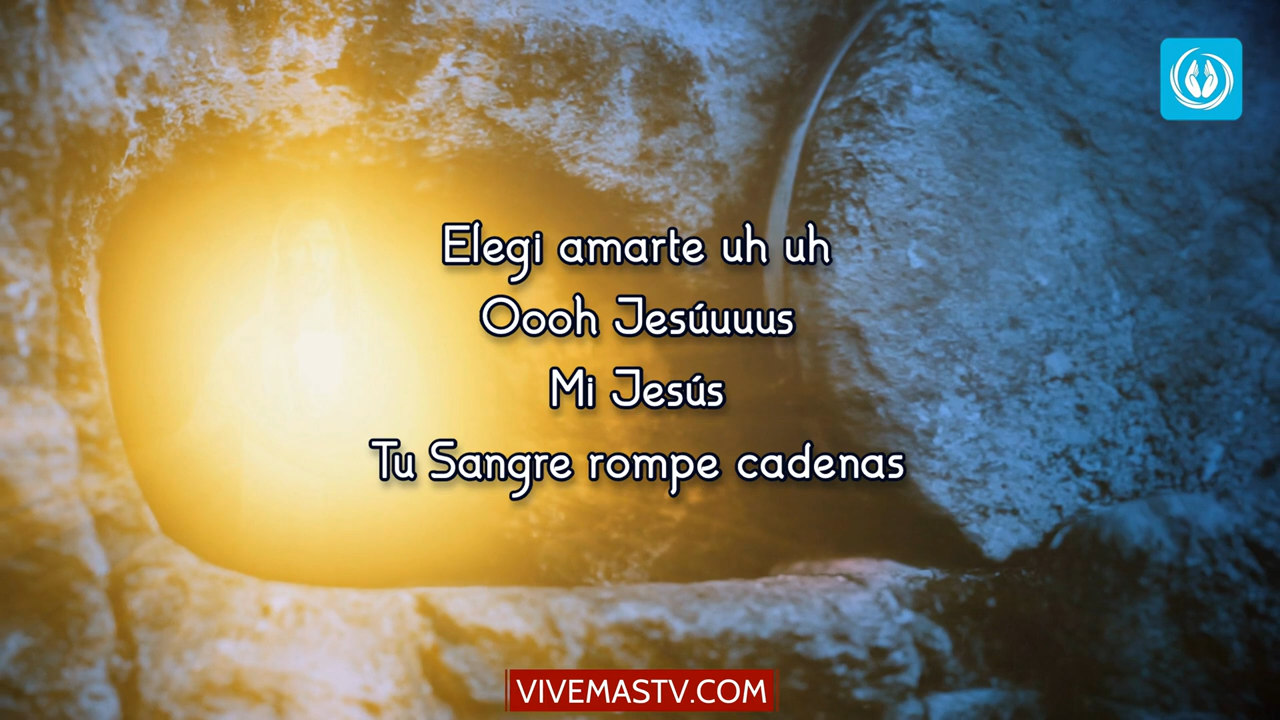 Elegi amarte uh uh
Oooh Jesúuuus
Mi Jesús
Tu Sangre rompe cadenas
VIVEMASTV.COM